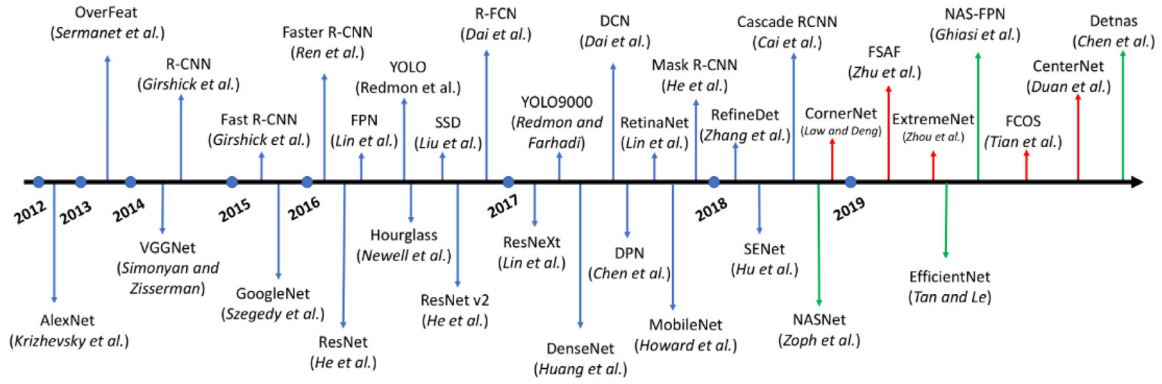 OverFeat
(Sermanet et al.)
R-CNN
(Girshick et al.)
Fast R-CNN
(Girshick et al.)
Faster R-CNN
(Ren et al.)
FPN
(Lin et al.)
YOLO
(Redmon et al.)
SSD
(Liu et al.)
R-FCN
(Dai et al.)
YOLO9000
(Redmon and
Farhadi)
DCN
(Dai et al.)
RetinaNet
(Lin et al.)
Mask R-CNN
(He et al.)
RefineDet
(Zhang et al.)
Cascade RCNN
(Cai et al.)
CornerNet
(Law and Deng)
FSAF
(Zhu et al.)
ExtremeNet
(Zhou et al.)
NAS-FPN
(Ghiasi et al.)
FCOS
(Tian et al.)
CenterNet
(Duan et al.)
Detnas
(Chen et al.)
2012
2013
2014
2015
2016
2017
2018
2019
AlexNet
(Krizhevsky et al.)
VGGNet
(Simonyan and
Zisserman)
GoogleNet
(Szegedy et al.)
ResNet
(He et al.)
Hourglass
(Newell et al.)
ResNet v2
(He et al.)
ResNeXt
(Lin et al.)
DenseNet
(Huang et al.)
DPN
(Chen et al.)
MobileNet
(Howard et al.)
SENet
(Hu et al.)
NASNet
(Zoph et al.)
EfficientNet
(Tan and Le)